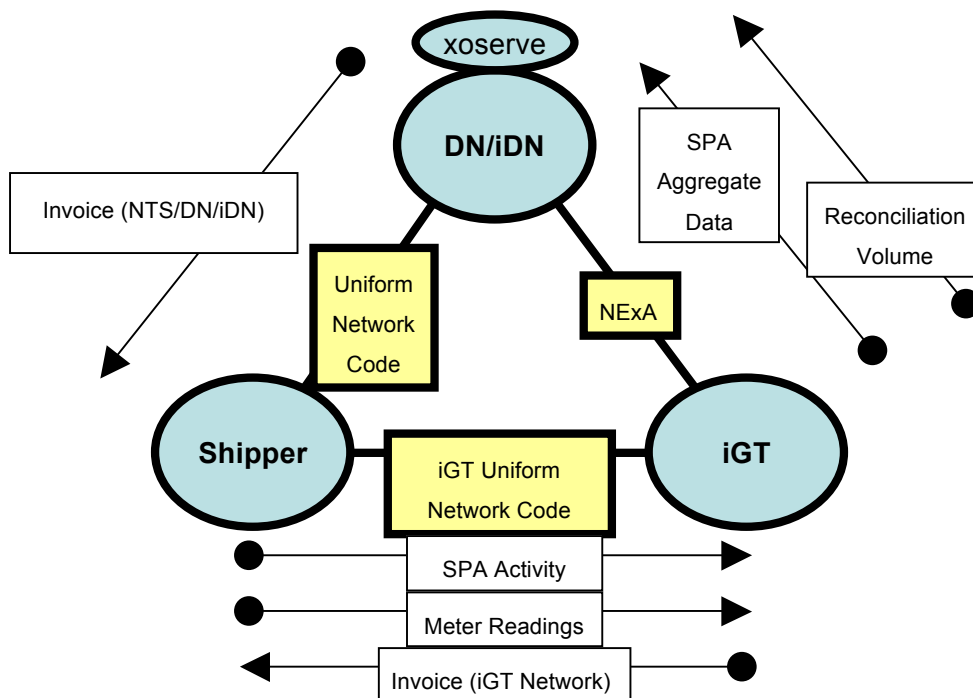 xoserve
DN/iDN
SPA
Aggregate
Data
Invoice (NTS/DN/iDN)
Reconciliation
Volume
Uniform
Network
Code
NExA
Shipper
iGT
iGT Uniform
Network Code
SPA Activity
Meter Readings
Invoice (iGT Network)